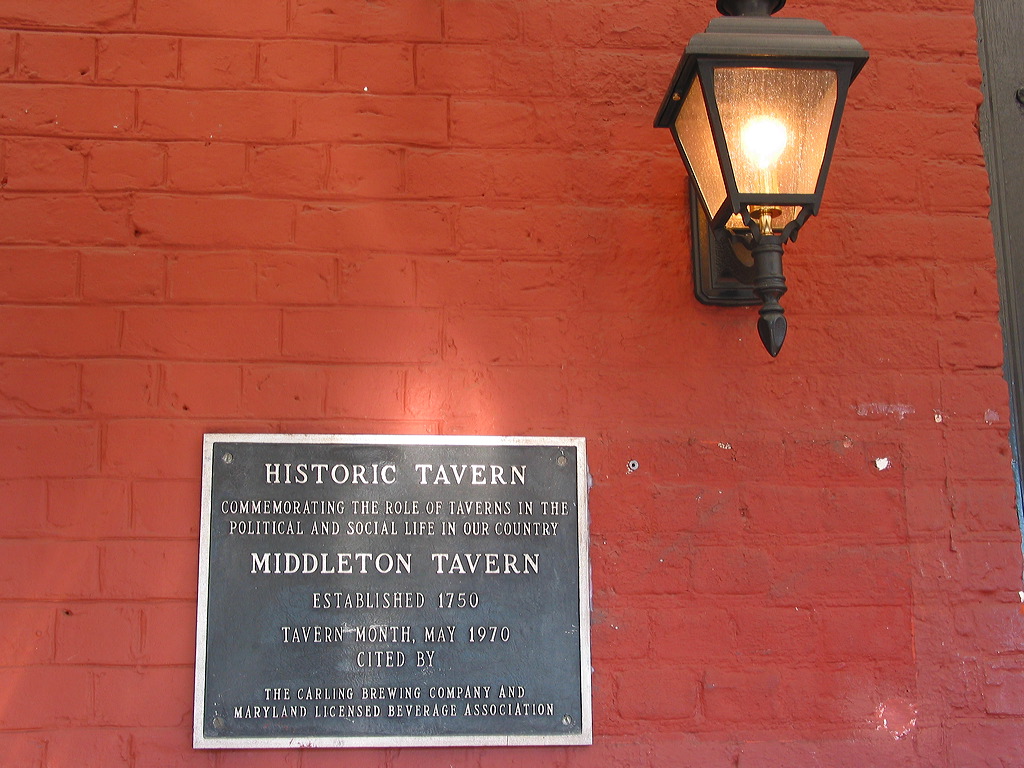 HISTORIC TAVERN
COMMEMORATING THE ROLE OF TAVERNS IN THE
POLITICAL AND SOCIAL LIFE IN OUR COUNTRY
MIDDLETON TAVERN
ESTABLISHED 1750
TAVERN MONTH, MAY 1970
CITED BY
THE CARLING BREWING COMPANY AND
MARYLAND LICENSED BEVERAGE ASSOCIATION